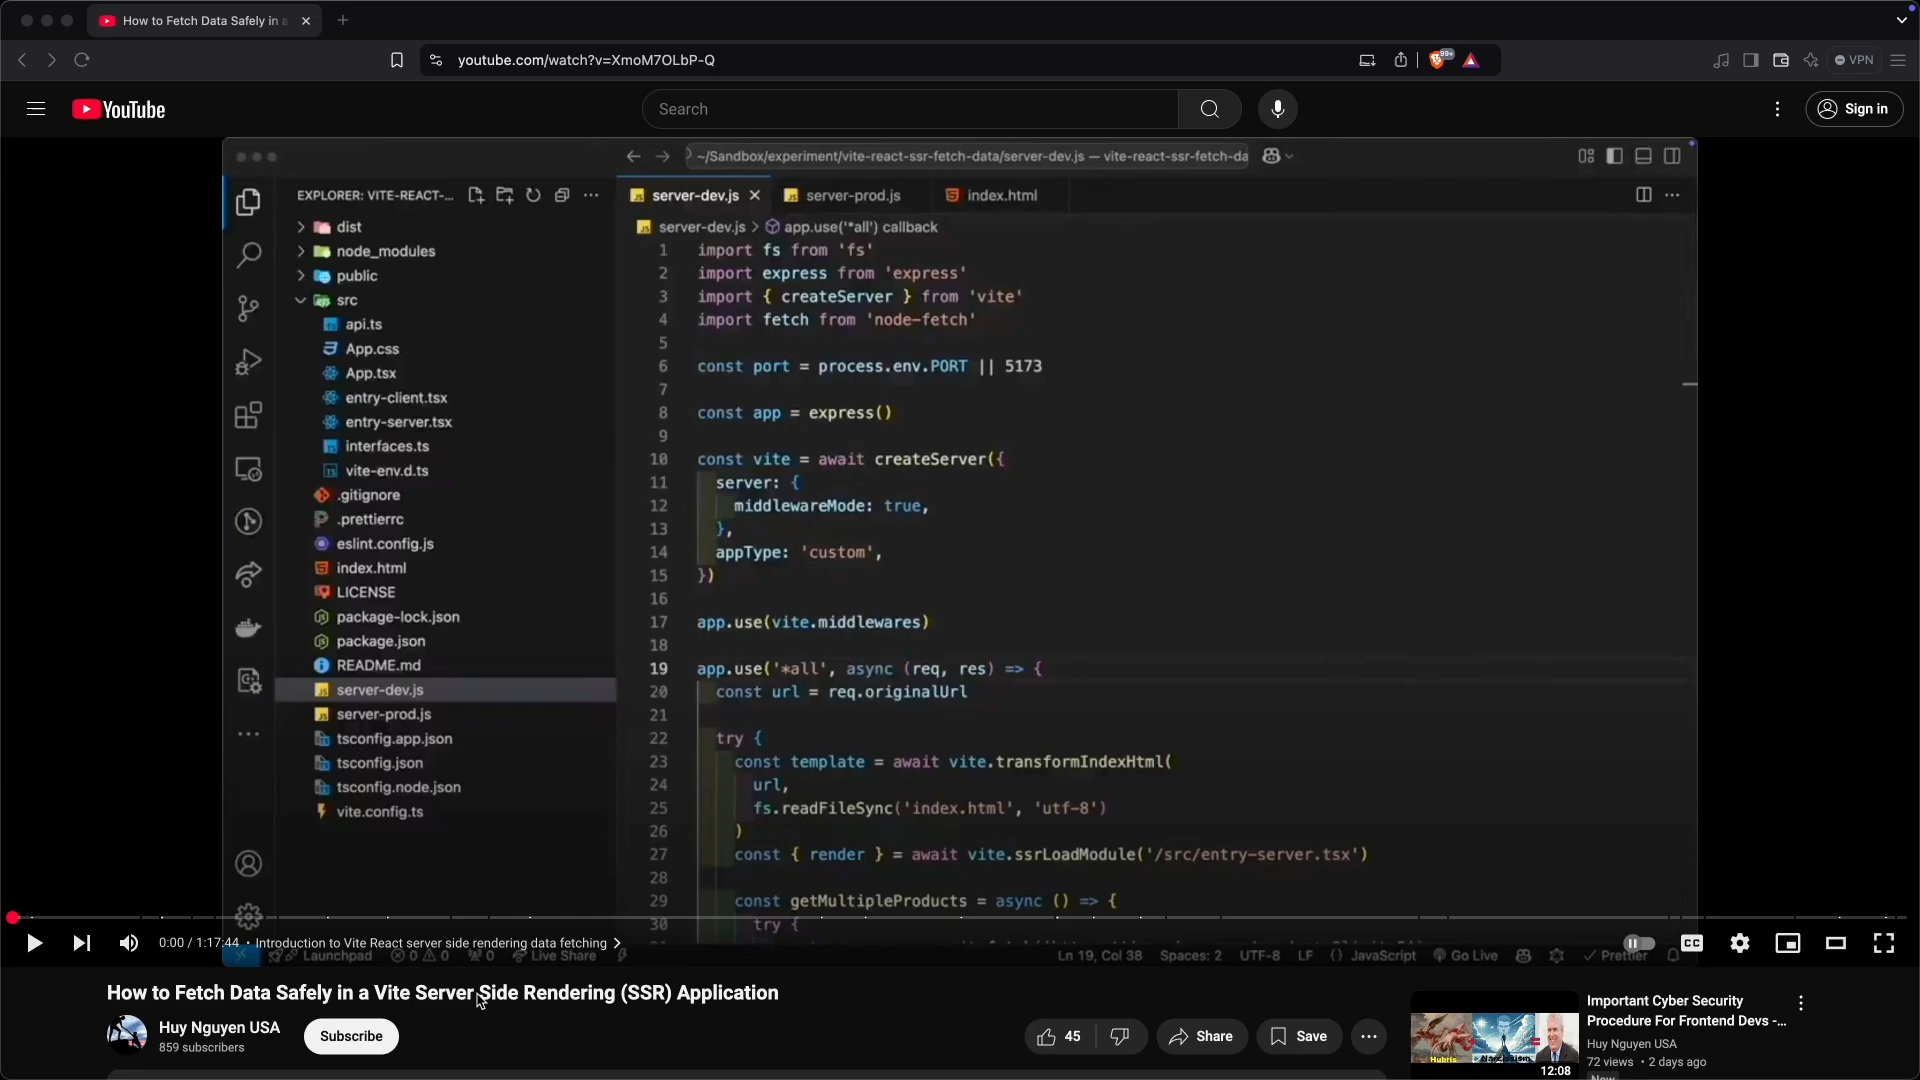 How to Fetch Data Safely in a
youtube.com/watch?v=XmoM7OLbP-Q
99+
VPN
YouTube
Search
Sign in
~/Sandbox/experiment/vite-react-ssr-fetch-data/server-dev.js — vite-react-ssr-fetch-da
EXPLORER: VITE-REACT-...
dist
node_modules
public
src
api.ts
App.css
App.tsx
entry-client.tsx
entry-server.tsx
interfaces.ts
vite-env.d.ts
.gitignore
.prettierrc
eslint.config.js
index.html
LICENSE
package-lock.json
package.json
README.md
server-dev.js
server-prod.js
tsconfig.app.json
tsconfig.json
tsconfig.node.json
vite.config.ts
server-dev.js
server-prod.js
index.html
server-dev.js > app.use('*all') callback
1 import fs from 'fs'
2 import express from 'express'
3 import { createServer } from 'vite'
4 import fetch from 'node-fetch'
5
6 const port = process.env.PORT || 5173
7
8 const app = express()
9
10 const vite = await createServer({
11 server: {
12 middlewareMode: true,
13 },
14 appType: 'custom',
15 })
16
17 app.use(vite.middlewares)
18
19 app.use('*all', async (req, res) => {
20 const url = req.originalUrl
21
22 try {
23 const template = await vite.transformIndexHtml(
24 url,
25 fs.readFileSync('index.html', 'utf-8')
26 )
27 const { render } = await vite.ssrLoadModule('/src/entry-server.tsx')
28
29 const getMultipleProducts = async () => {
30 try {
Launchpad 0 0 0 Live Share
Ln 19, Col 38 Spaces: 2 UTF-8 LF {} JavaScript Go Live Prettier
0:00 / 1:17:44 • Introduction to Vite React server side rendering data fetching
CC
How to Fetch Data Safely in a Vite Server Side Rendering (SSR) Application
Huy Nguyen USA
859 subscribers
Subscribe
45
Share
Save
Hubris
Narcissism
12:08
Important Cyber Security
Procedure For Frontend Devs -...
Huy Nguyen USA
72 views • 2 days ago
New